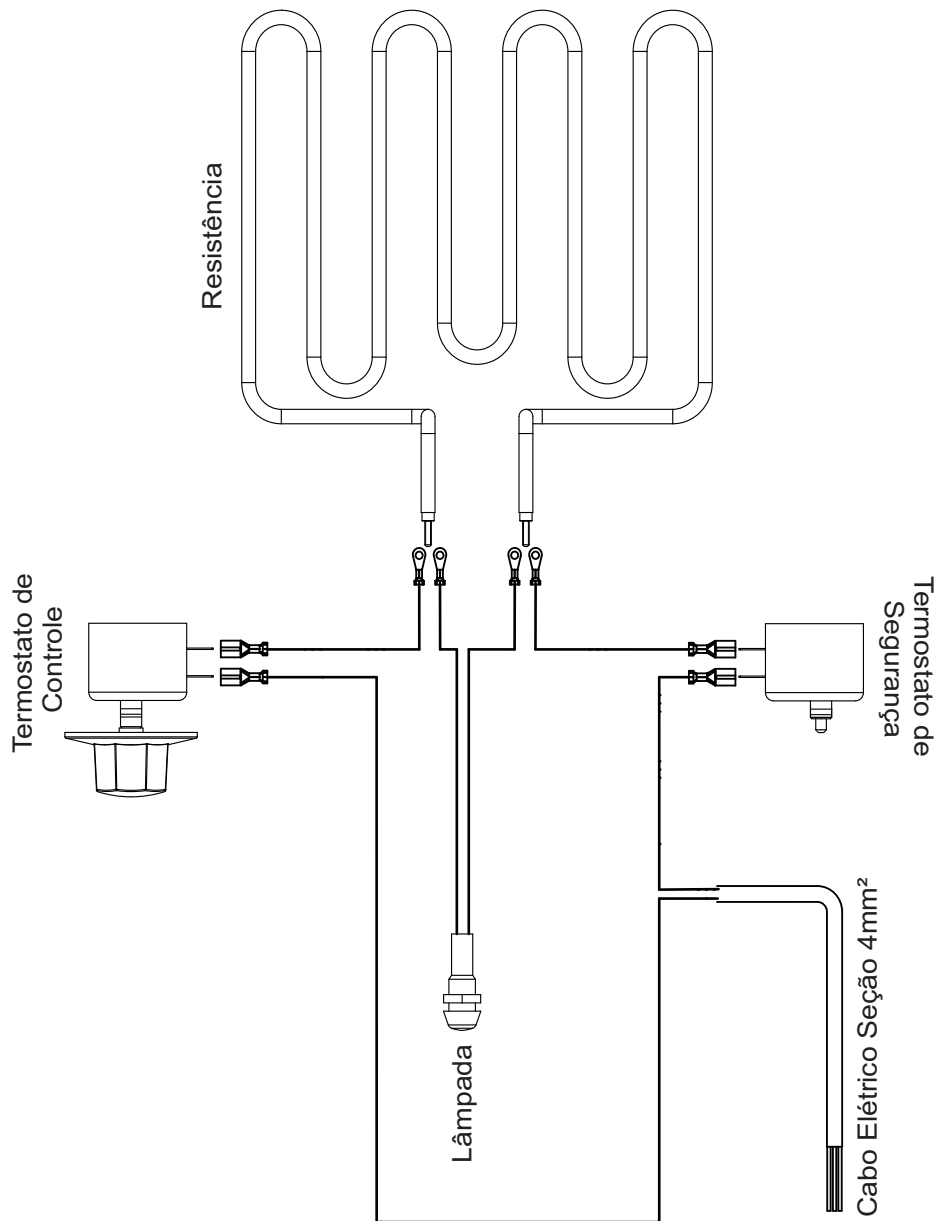 Resistência
Termostato de
Controle
Termostato de
Segurança
Lâmpada
Cabo Elétrico Seção 4mm²